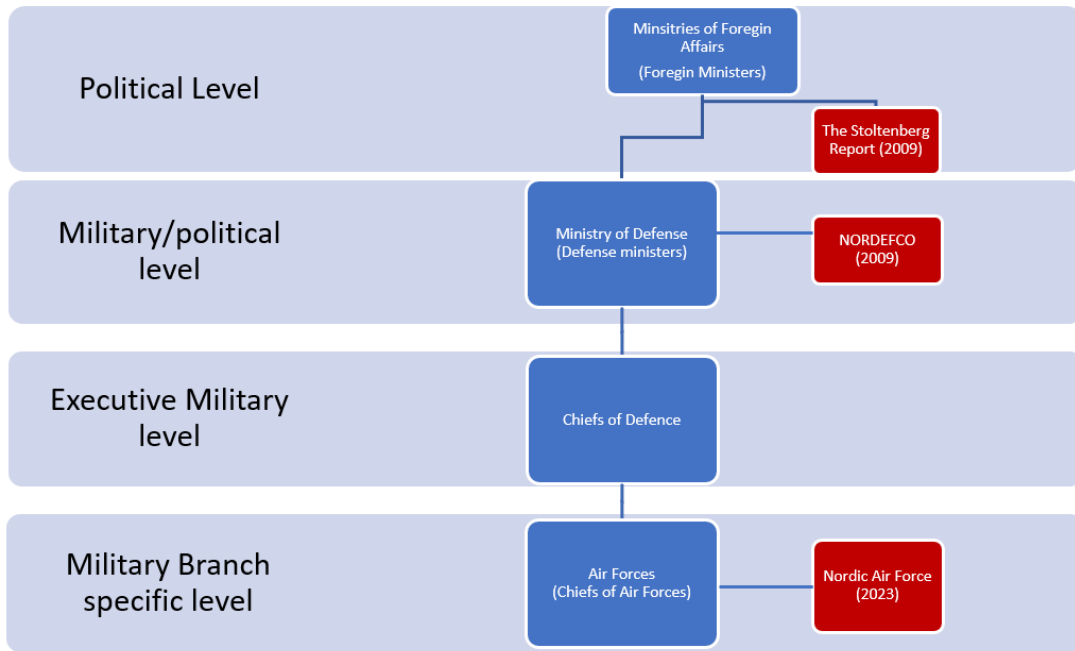 Political Level
Minsitries of Foregin
Affairs
(Foregin Ministers)
The Stoltenberg
Report (2009)
Military/political
level
Ministry of Defense
(Defense ministers)
NORDEFCO
(2009)
Executive Military
level
Chiefs of Defence
Military Branch
specific level
Air Forces
(Chiefs of Air Forces)
Nordic Air Force
(2023)